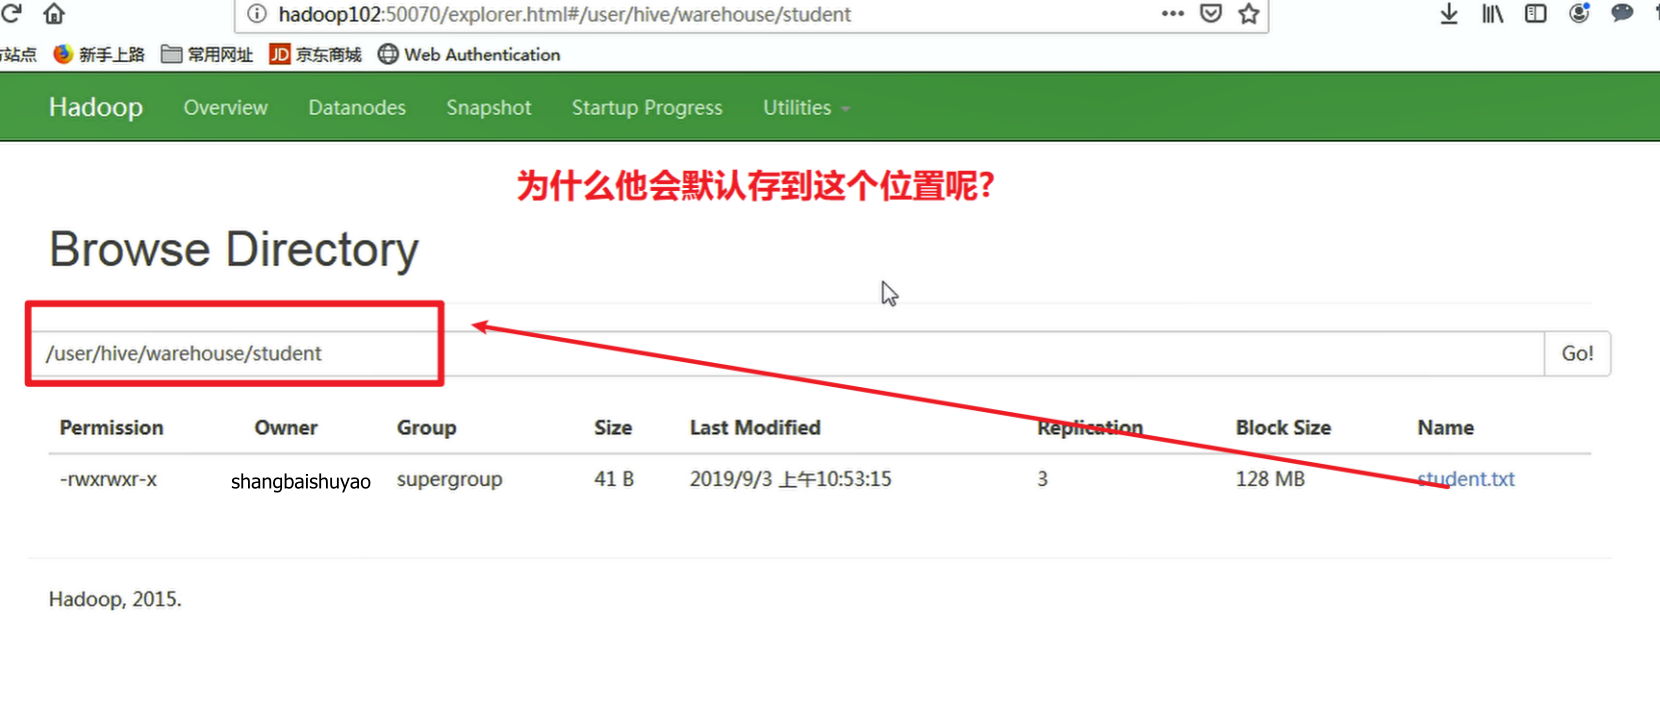 hadoop102:50070/explorer.html#/user/hive/warehouse/student
站点 新手上路 常用网址 JD 京东商城 Web Authentication
Hadoop Overview Datanodes Snapshot Startup Progress Utilities
为什么他会默认存到这个位置呢?
Browse Directory
/user/hive/warehouse/student Go!
Permission Owner Group Size Last Modified Replication Block Size Name
-rwxrwxr-x shangbaishuyao supergroup 41 B 2019/9/3 上午10:53:15 3 128 MB student.txt
Hadoop, 2015.